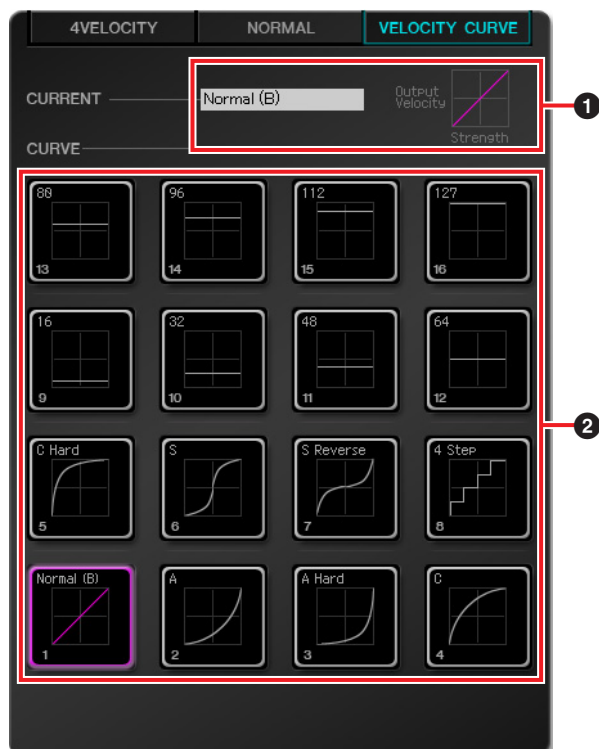 4VELOCITY NORMAL VELOCITY CURVE
CURRENT Normal (B) Output Velocity 1
Strength
CURVE
80 96 112 127
13 14 15 16
16 32 48 64
9 10 11 12
2
C Hard S S Reverse 4 Step
5 6 7 8
Normal (B) A A Hard C
1 2 3 4